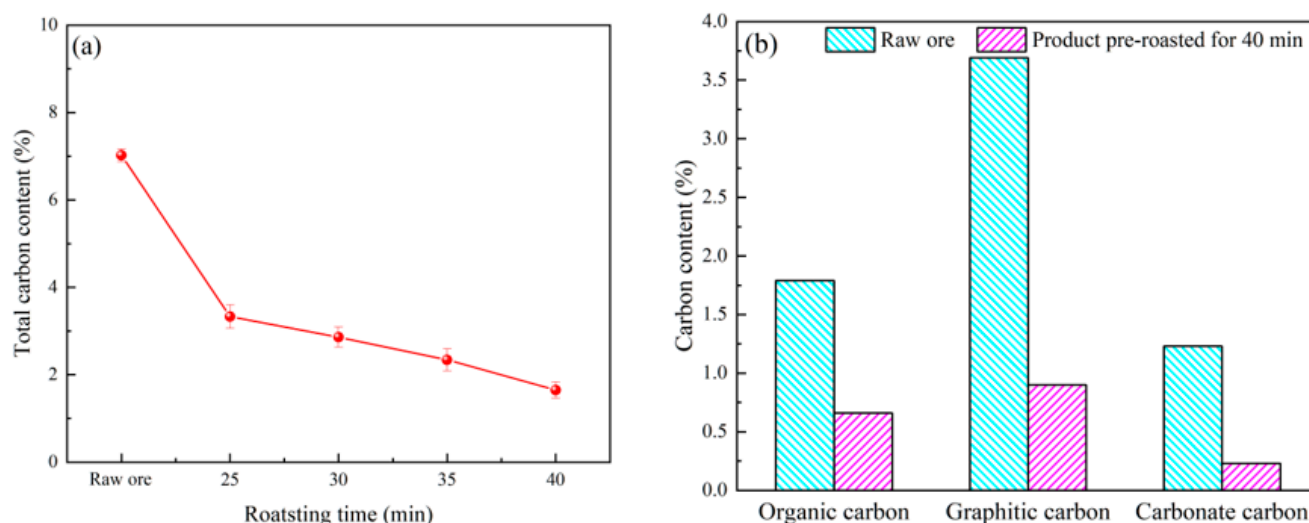 (a)
Total carbon content (%)
10
8
6
4
2
0
Raw ore 25 30 35 40
Roatsting time (min)
(b)
Raw ore Product pre-roasted for 40 min
Carbon content (%)
4.0
3.5
3.0
2.5
2.0
1.5
1.0
0.5
0.0
Organic carbon Graphitic carbon Carbonate carbon